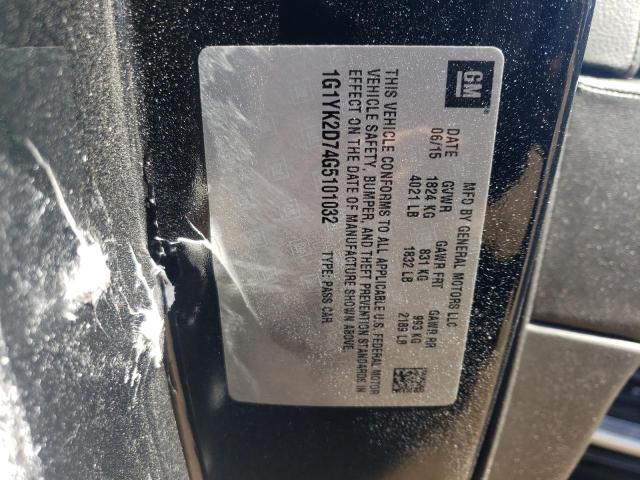 GM
MFD BY GENERAL MOTORS LLC
DATE GVWR GAWR FRT GAWR RR
06/15 1824 KG 831 KG 993 KG
4021 LB 1832 LB 2189 LB
THIS VEHICLE CONFORMS TO ALL APPLICABLE U.S. FEDERAL MOTOR
VEHICLE SAFETY, BUMPER, AND THEFT PREVENTION STANDARDS IN
EFFECT ON THE DATE OF MANUFACTURE SHOWN ABOVE.
1G1YK2D74G5101032 TYPE: PASS CAR